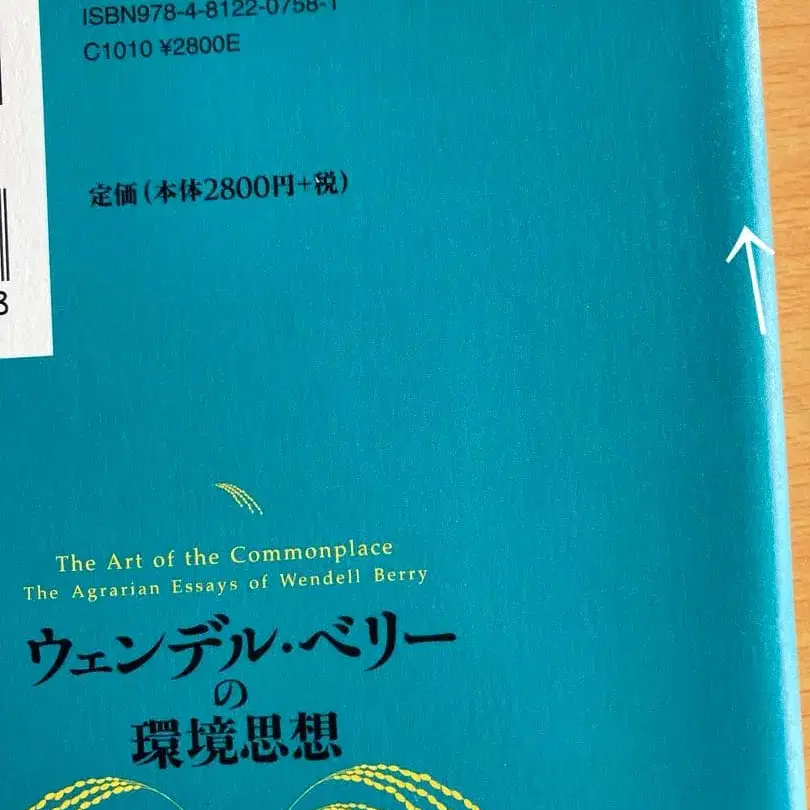 ISBN978-4-8122-0758-1
C1010 ¥2800E
定価(本体2800円+税)
8
The Art of the Commonplace
The Agrarian Essays of Wendell Berry
ウェンデル・ベリー
の
環境思想